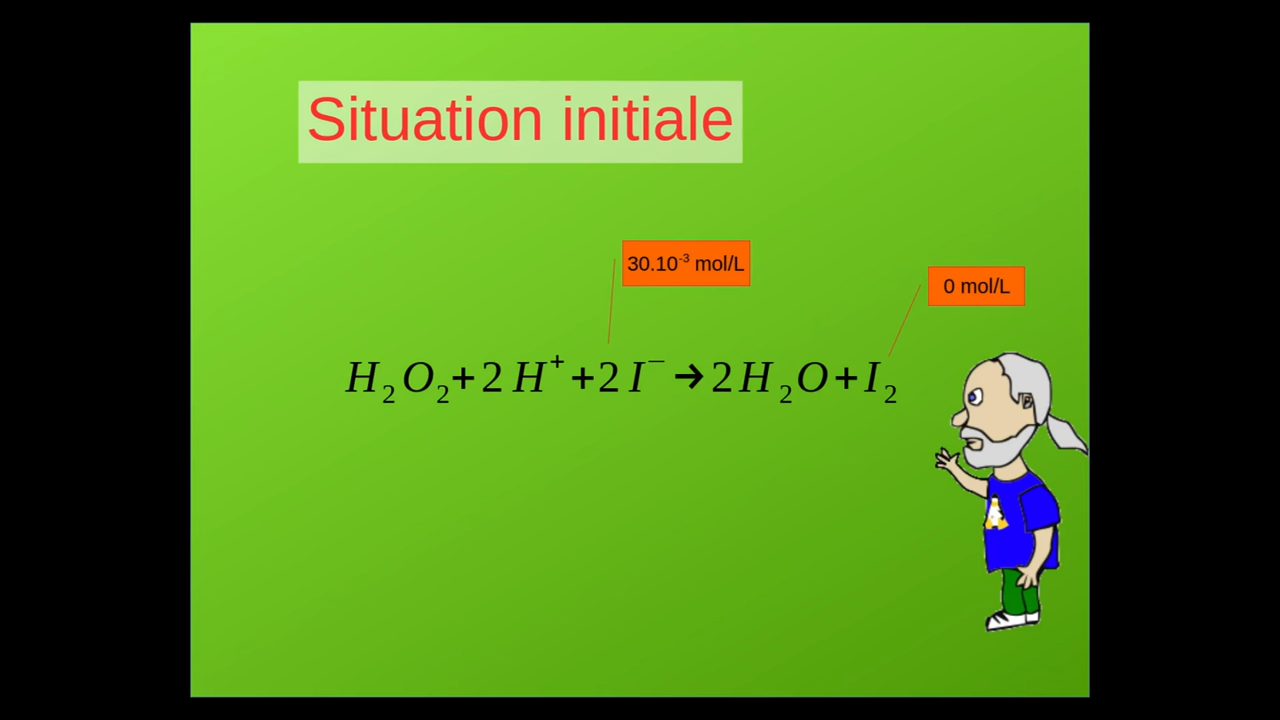 Situation initiale
30.10⁻³ mol/L
0 mol/L
H₂O₂+2H⁺+2I⁻→2H₂O+I₂